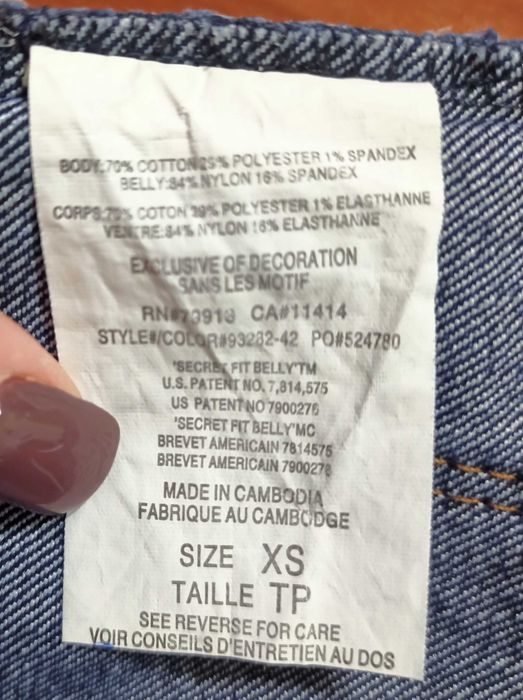 BODY:70% COTTON 29% POLYESTER 1% SPANDEX
BELLY:84% NYLON 16% SPANDEX
CORPS:70% COTON 29% POLYESTER 1% ELASTHANNE
VENTRE:84% NYLON 16% ELASTHANNE
EXCLUSIVE OF DECORATION
SANS LES MOTIF
RN#73913 CA#11414
STYLE#/COLOR#93282-42 PO#524780
'SECRET FIT BELLY'TM
U.S. PATENT NO. 7,814,575
US PATENT NO 7900276
'SECRET FIT BELLY'MC
BREVET AMERICAIN 7814575
BREVET AMERICAIN 7900276
MADE IN CAMBODIA
FABRIQUE AU CAMBODGE
SIZE XS
TAILLE TP
SEE REVERSE FOR CARE
VOIR CONSEILS D'ENTRETIEN AU DOS